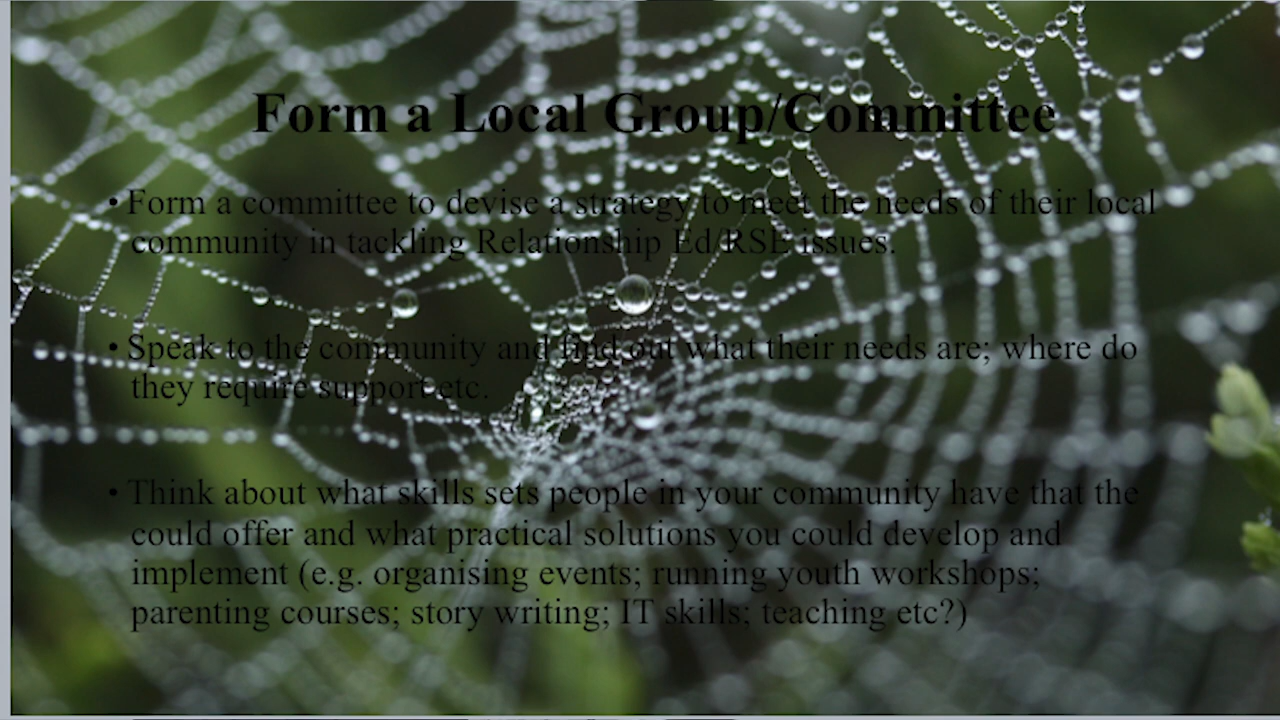 Form a Local Group/Committee
• Form a committee to devise a strategy to meet the needs of their local
community in tackling Relationship Ed/RSE issues.
• Speak to the community and find out what their needs are; where do
they require support etc.
• Think about what skills sets people in your community have that the
could offer and what practical solutions you could develop and
implement (e.g. organising events; running youth workshops;
parenting courses; story writing; IT skills; teaching etc?)